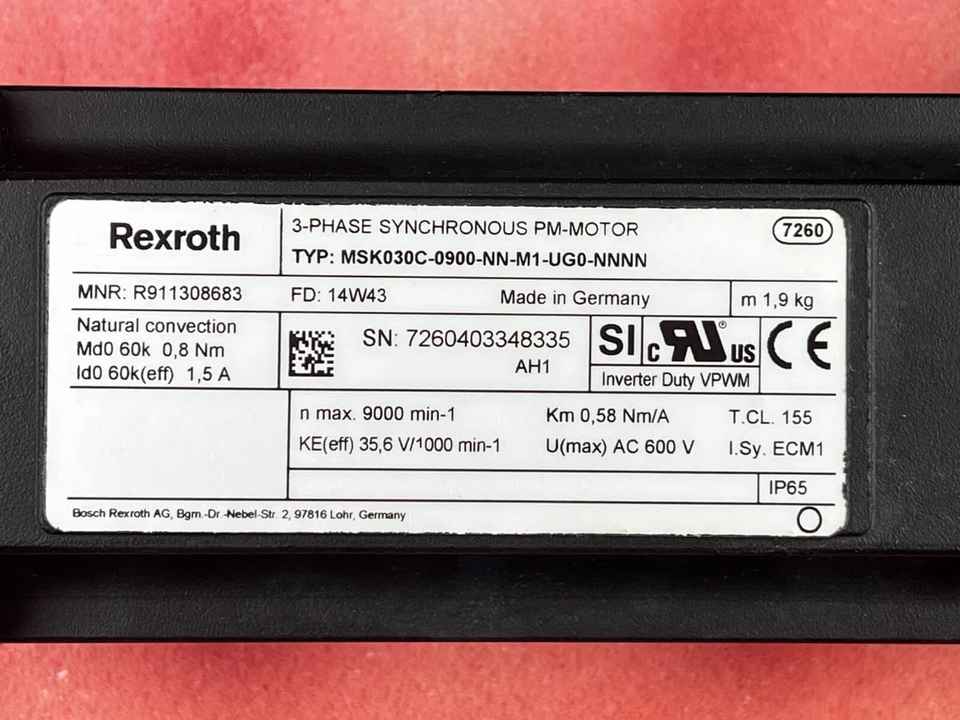 Rexroth
3-PHASE SYNCHRONOUS PM-MOTOR
7260
TYP: MSK030C-0900-NN-M1-UG0-NNNN
MNR: R911308683
FD: 14W43
Made in Germany
m 1,9 kg
Natural convection
Md0 60k 0,8 Nm
Id0 60k(eff) 1,5 A
SN: 7260403348335
AH1
SI
c RU US
Inverter Duty VPWM
CE
n max. 9000 min-1
Km 0,58 Nm/A
T.CL. 155
KE(eff) 35,6 V/1000 min-1
U(max) AC 600 V
I.Sy. ECM1
IP65
Bosch Rexroth AG, Bgm.-Dr.-Nebel-Str. 2, 97816 Lohr, Germany